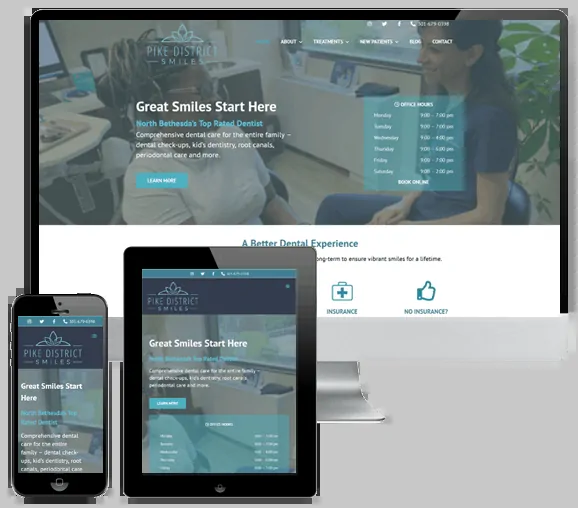 301-679-0398
PIKE DISTRICT
SMILES
ABOUT TREATMENTS NEW PATIENTS BLOG CONTACT
Great Smiles Start Here
North Bethesda's Top Rated Dentist
Comprehensive dental care for the entire family –
dental check-ups, kid's dentistry, root canals,
periodontal care and more.
LEARN MORE
OFFICE HOURS
Monday 9:00 - 7:00 pm
Tuesday 9:00 - 7:00 pm
Wednesday 9:00 - 4:00 pm
Thursday 9:00 - 6:00 pm
Friday 9:00 - 7:00 pm
Saturday 9:00 - 2:00 pm
BOOK ONLINE
A Better Dental Experience
long-term to ensure vibrant smiles for a lifetime.
INSURANCE
NO INSURANCE?
PIKE DISTRICT
SMILES
Great Smiles Start Here
North Bethesda's Top Rated Dentist
Comprehensive dental care for the entire family –
dental check-ups, kid's dentistry, root canals,
periodontal care and more.
LEARN MORE
OFFICE HOURS
Monday
Tuesday
Wednesday
Thursday
Friday
PIKE DISTRICT
SMILES
Great Smiles Start
Here
North Bethesda's Top
Rated Dentist
Comprehensive dental
care for the entire
family – dental check-
ups, kid's dentistry, root
canals, periodontal care